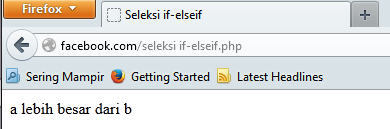 Firefox
Seleksi if-elseif
facebook.com/seleksi if-elseif.php
Sering Mampir
Getting Started
Latest Headlines
a lebih besar dari b